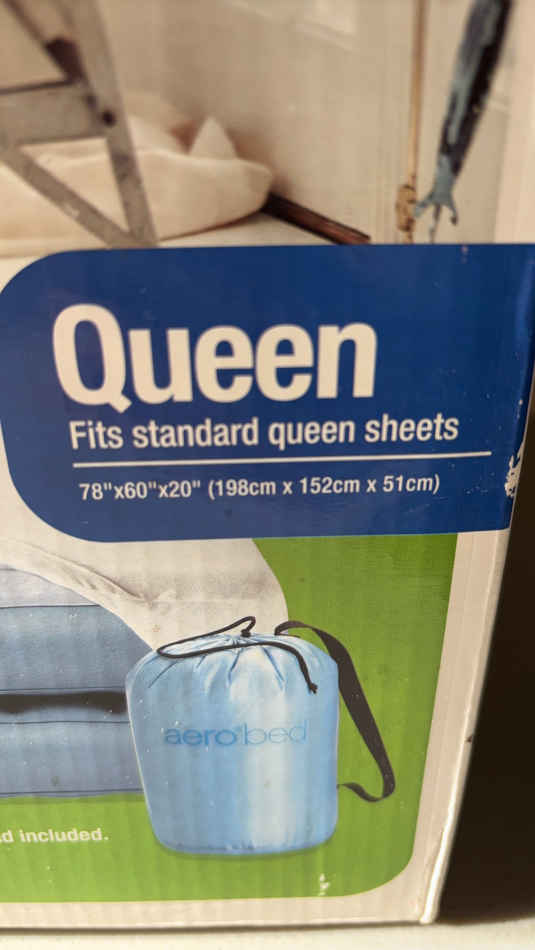 Queen
Fits standard queen sheets
78"x60"x20" (198cm x 152cm x 51cm)
aero®bed
included.